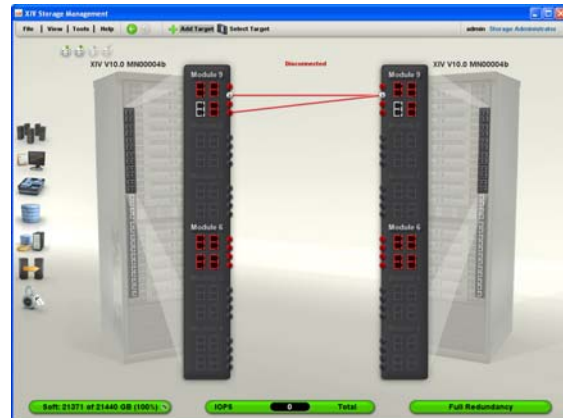 XIV Storage Management
File | View | Tools | Help Add Target Select Target admin Storage Administrator
XIV V10.0 MN00004b Disconnected XIV V10.0 MN00004b
Module 9 Module 9
Module 6 Module 6
Soft: 21371 of 21440 GB (100%) IOPS 0 Total Full Redundancy